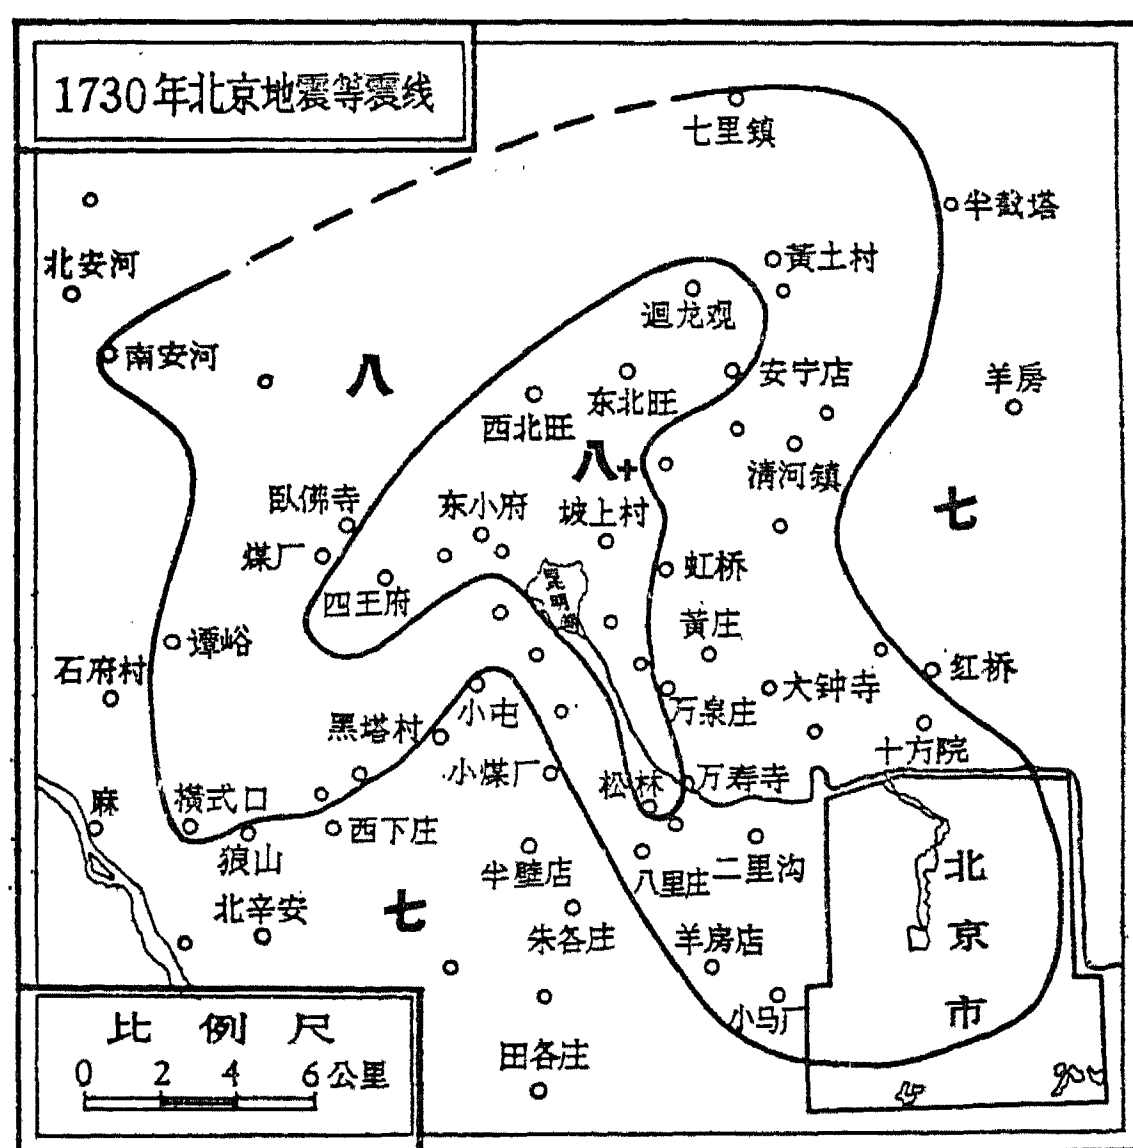 1730年北京地震等震线
七里镇
半截塔
北安河
黃土村
迴龙观
南安河
八
安宁店
羊房
东北旺
西北旺
八+
清河镇
臥佛寺
东小府
坡上村
七
煤厂
昆明湖
虹桥
四王府
黃庄
谭峪
石府村
红桥
大钟寺
小屯
万泉庄
黑塔村
十方院
小煤厂
松林
万寿寺
麻
横式口
西下庄
狼山
半壁店
八里庄
二里沟
北京市
北辛安
七
朱各庄
羊房店
小马厂
田各庄
比例尺
0 2 4 6公里